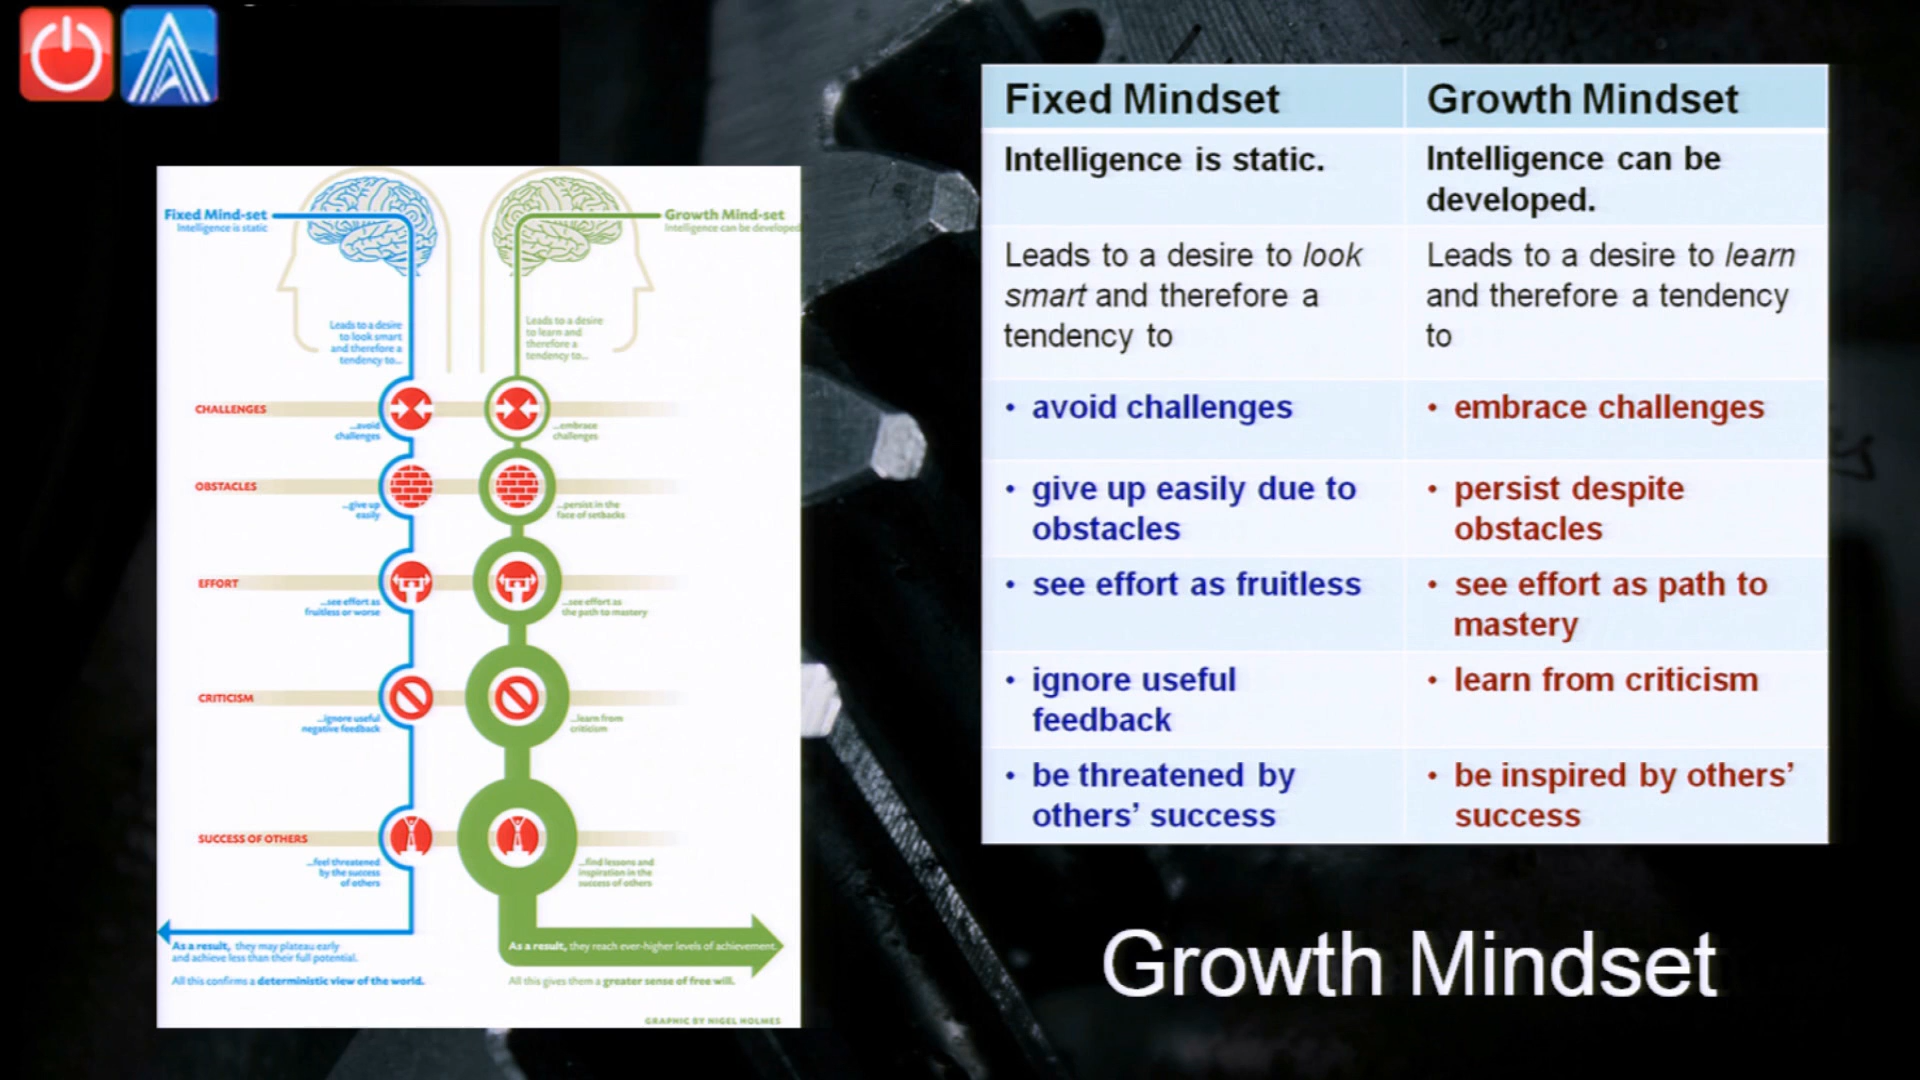 Fixed Mind-set
Intelligence is static
Growth Mind-set
Intelligence can be developed
Leads to a desire
to look smart
and therefore a
tendency to...
Leads to a desire
to learn and
therefore a
tendency to...
CHALLENGES
...avoid
challenges
...embrace
challenges
OBSTACLES
...give up
easily
...persist in the
face of setbacks
EFFORT
...see effort as
fruitless or worse
...see effort as
the path to mastery
CRITICISM
...ignore useful
negative feedback
...learn from
criticism
SUCCESS OF OTHERS
...feel threatened
by the success
of others
...find lessons and
inspiration in the
success of others
As a result, they may plateau early
and achieve less than their full potential.
All this confirms a deterministic view of the world.
As a result, they reach ever-higher levels of achievement.
All this gives them a greater sense of free will.
GRAPHIC BY NIGEL HOLMES
Fixed Mindset
Growth Mindset
Intelligence is static.
Intelligence can be
developed.
Leads to a desire to look
smart and therefore a
tendency to
Leads to a desire to learn
and therefore a tendency
to
• avoid challenges
• embrace challenges
• give up easily due to
obstacles
• persist despite
obstacles
• see effort as fruitless
• see effort as path to
mastery
• ignore useful
feedback
• learn from criticism
• be threatened by
others’ success
• be inspired by others’
success
Growth Mindset